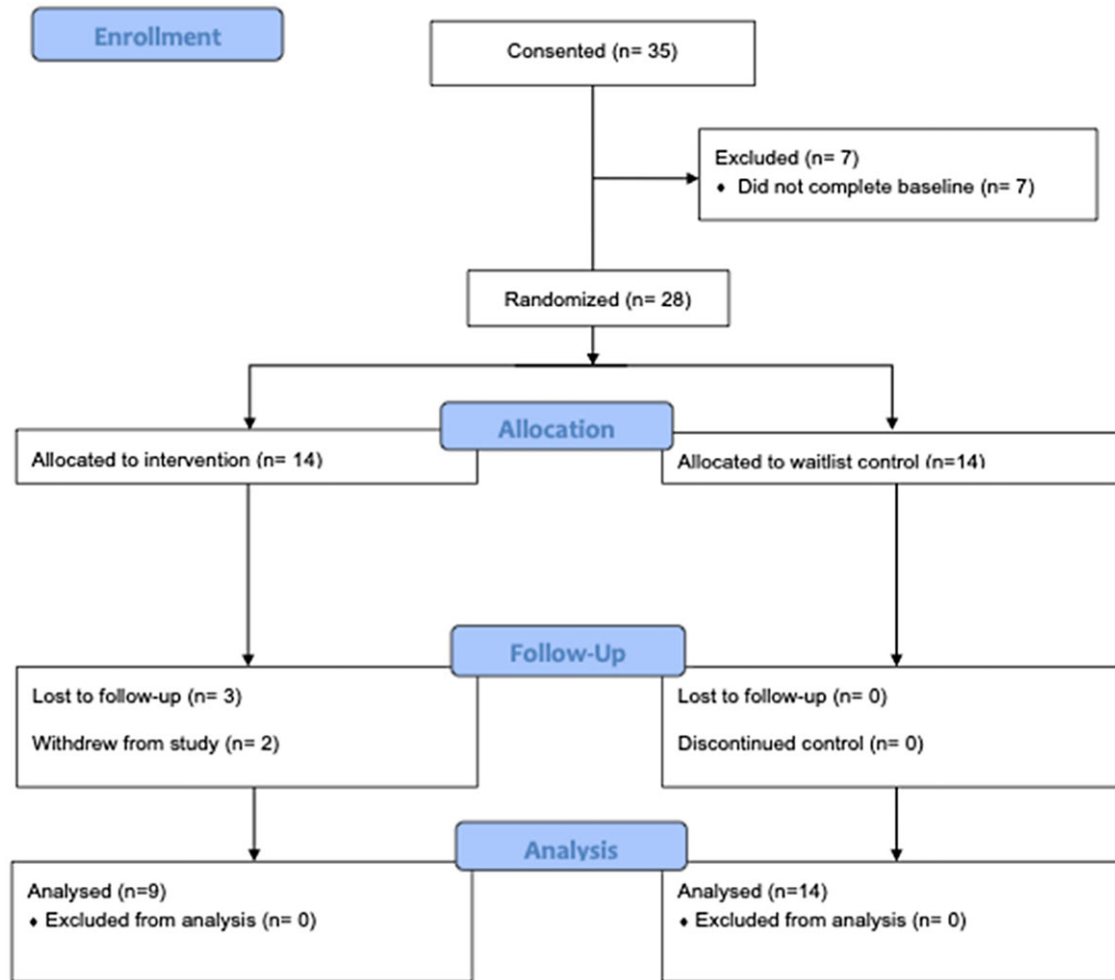 Enrollment
Consented (n= 35)
Excluded (n= 7)
♦ Did not complete baseline (n= 7)
Randomized (n= 28)
Allocation
Allocated to intervention (n= 14)
Allocated to waitlist control (n=14)
Follow-Up
Lost to follow-up (n= 3)
Withdrew from study (n= 2)
Lost to follow-up (n= 0)
Discontinued control (n= 0)
Analysis
Analysed (n=9)
♦ Excluded from analysis (n= 0)
Analysed (n=14)
♦ Excluded from analysis (n= 0)